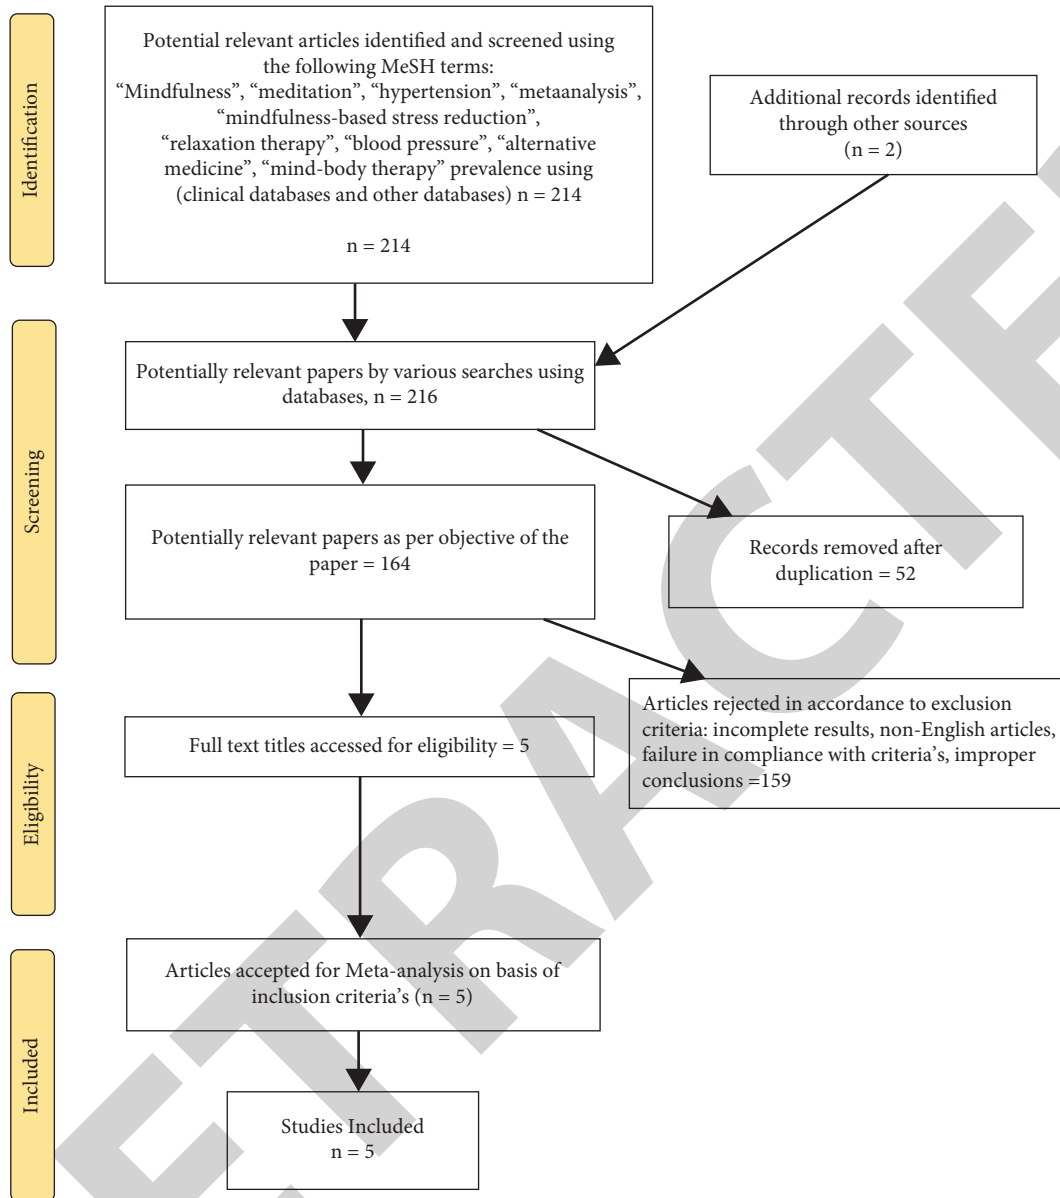 Identification
Potential relevant articles identified and screened using
the following MeSH terms:
“Mindfulness”, “meditation”, “hypertension”, “metaanalysis”,
“mindfulness-based stress reduction”,
“relaxation therapy”, “blood pressure”, “alternative
medicine”, “mind-body therapy” prevalence using
(clinical databases and other databases) n = 214
n = 214
Additional records identified
through other sources
(n = 2)
Screening
Potentially relevant papers by various searches using
databases, n = 216
Potentially relevant papers as per objective of the
paper = 164
Records removed after
duplication = 52
Eligibility
Full text titles accessed for eligibility = 5
Articles rejected in accordance to exclusion
criteria: incomplete results, non-English articles,
failure in compliance with criteria's, improper
conclusions =159
Included
Articles accepted for Meta-analysis on basis of
inclusion criteria's (n = 5)
Studies Included
n = 5
ETRACTE